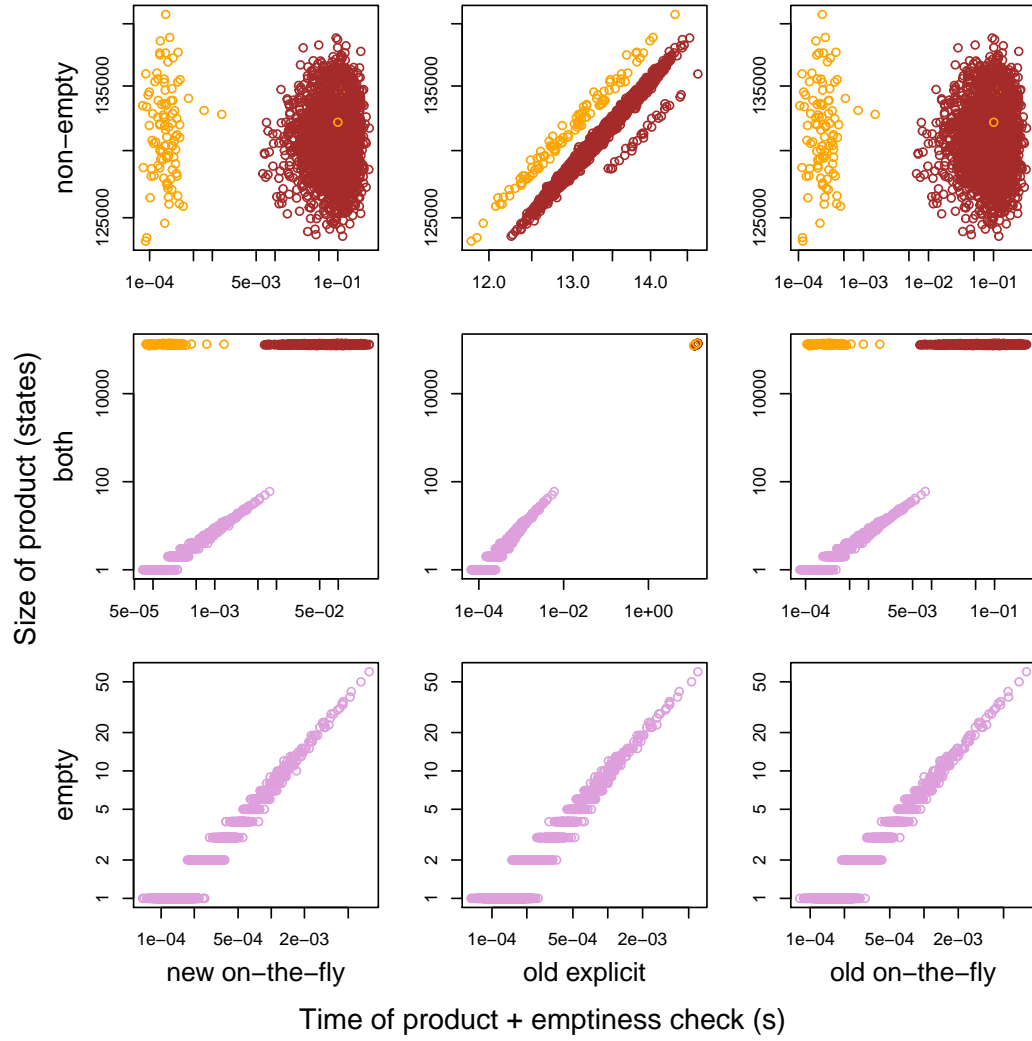 non−empty
125000 135000
1e−04 5e−03 1e−01
12.0 13.0 14.0
125000 135000
1e−04 1e−03 1e−02 1e−01
Size of product (states)
both
1 100 10000
5e−05 1e−03 5e−02
1 100 10000
1e−04 1e−02 1e+00
1 100 10000
1e−04 5e−03 1e−01
empty
1 2 5 10 20 50
1e−04 5e−04 2e−03
1 2 5 10 20 50
1e−04 5e−04 2e−03
1 2 5 10 20 50
1e−04 5e−04 2e−03
new on−the−fly
old explicit
old on−the−fly
Time of product + emptiness check (s)
125000 135000